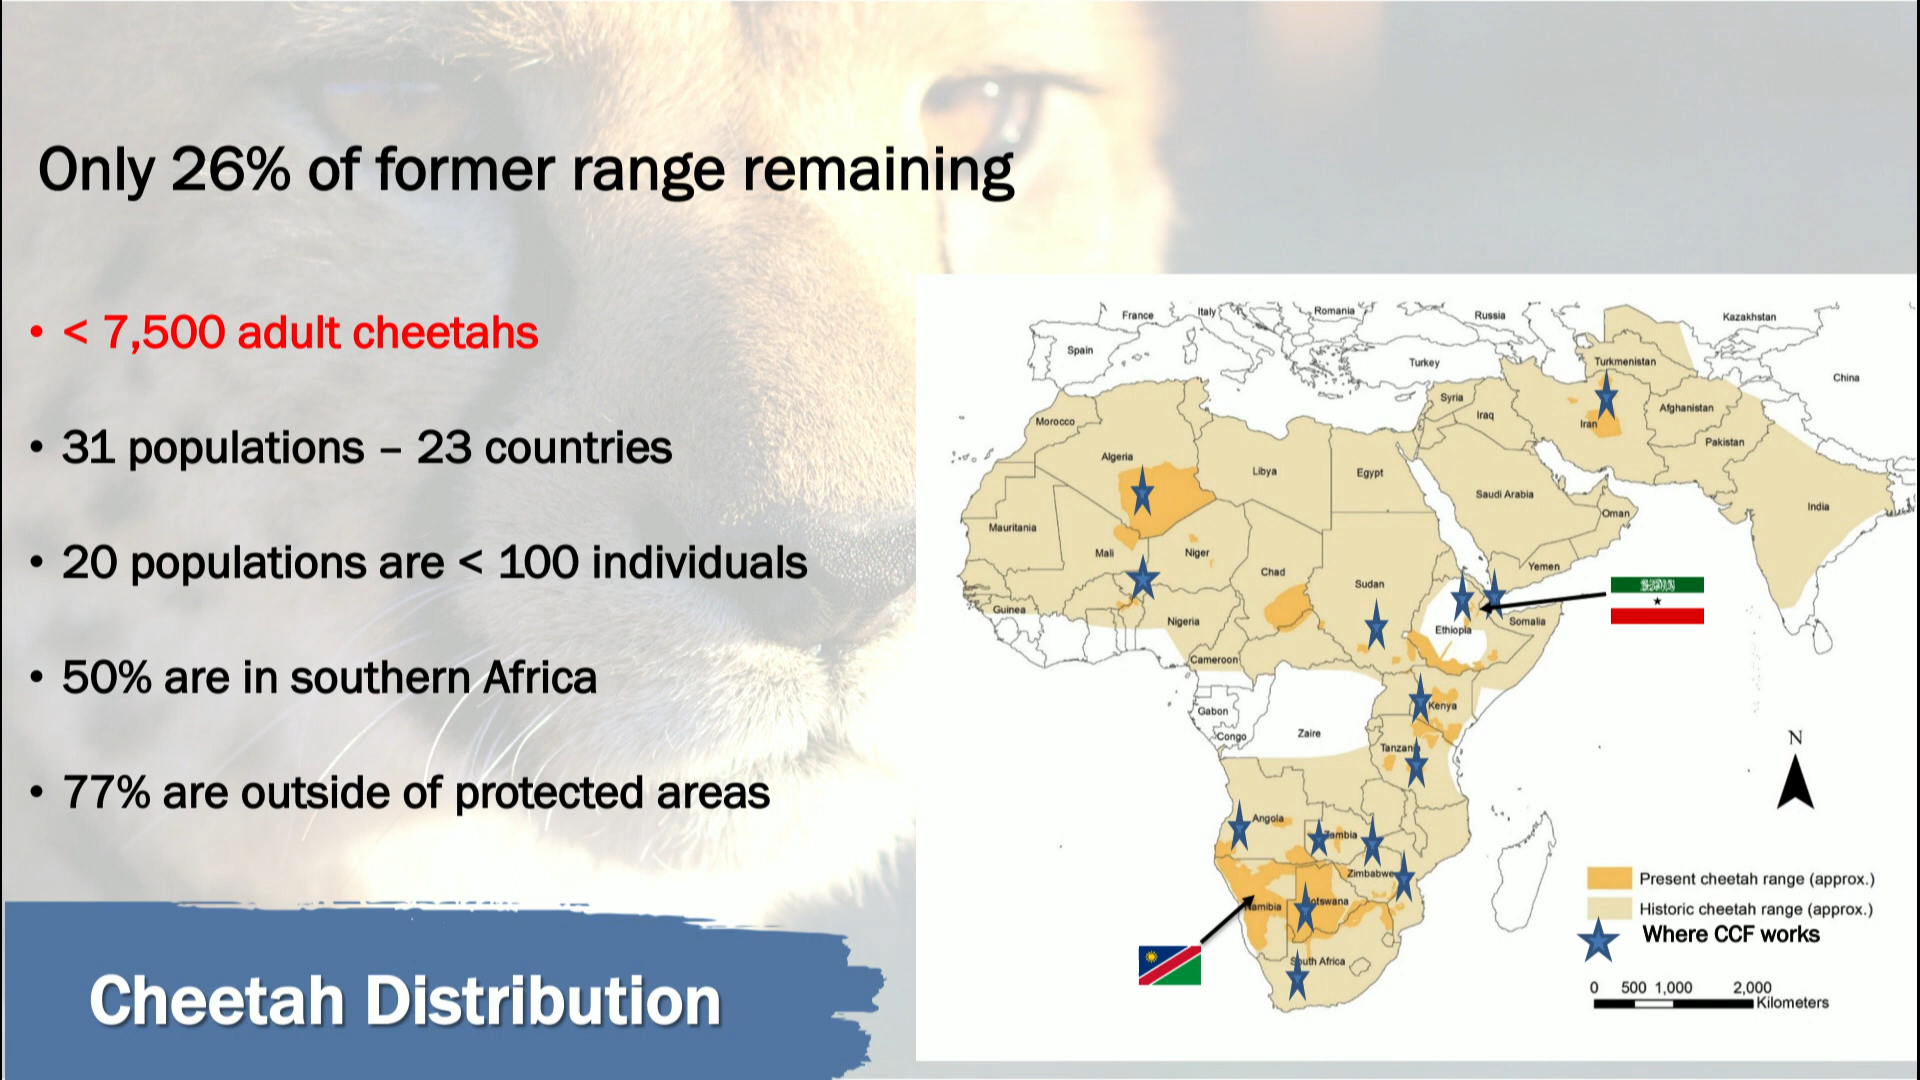 Only 26% of former range remaining
• < 7,500 adult cheetahs
• 31 populations – 23 countries
• 20 populations are < 100 individuals
• 50% are in southern Africa
• 77% are outside of protected areas
Cheetah Distribution
France
Italy
Romania
Russia
Kazakhstan
Spain
Turkey
Turkmenistan
China
Syria
Iraq
Iran
Afghanistan
Pakistan
Morocco
Algeria
Libya
Egypt
Saudi Arabia
Oman
India
Mauritania
Mali
Niger
Chad
Sudan
Yemen
Guinea
Nigeria
Ethiopia
Somalia
Cameroon
Gabon
Congo
Zaire
Kenya
Tanzan
Angola
Zambia
Zimbabwe
Namibia
otswana
South Africa
N
Present cheetah range (approx.)
Historic cheetah range (approx.)
Where CCF works
0 500 1,000 2,000
Kilometers